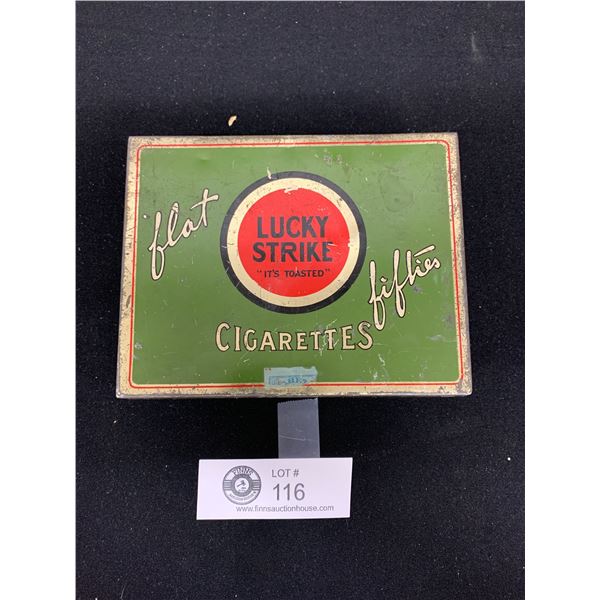 "flat
LUCKY
STRIKE
"IT'S TOASTED"
fifties"
CIGARETTES
LOT #
116
www.finnsauctionhouse.com